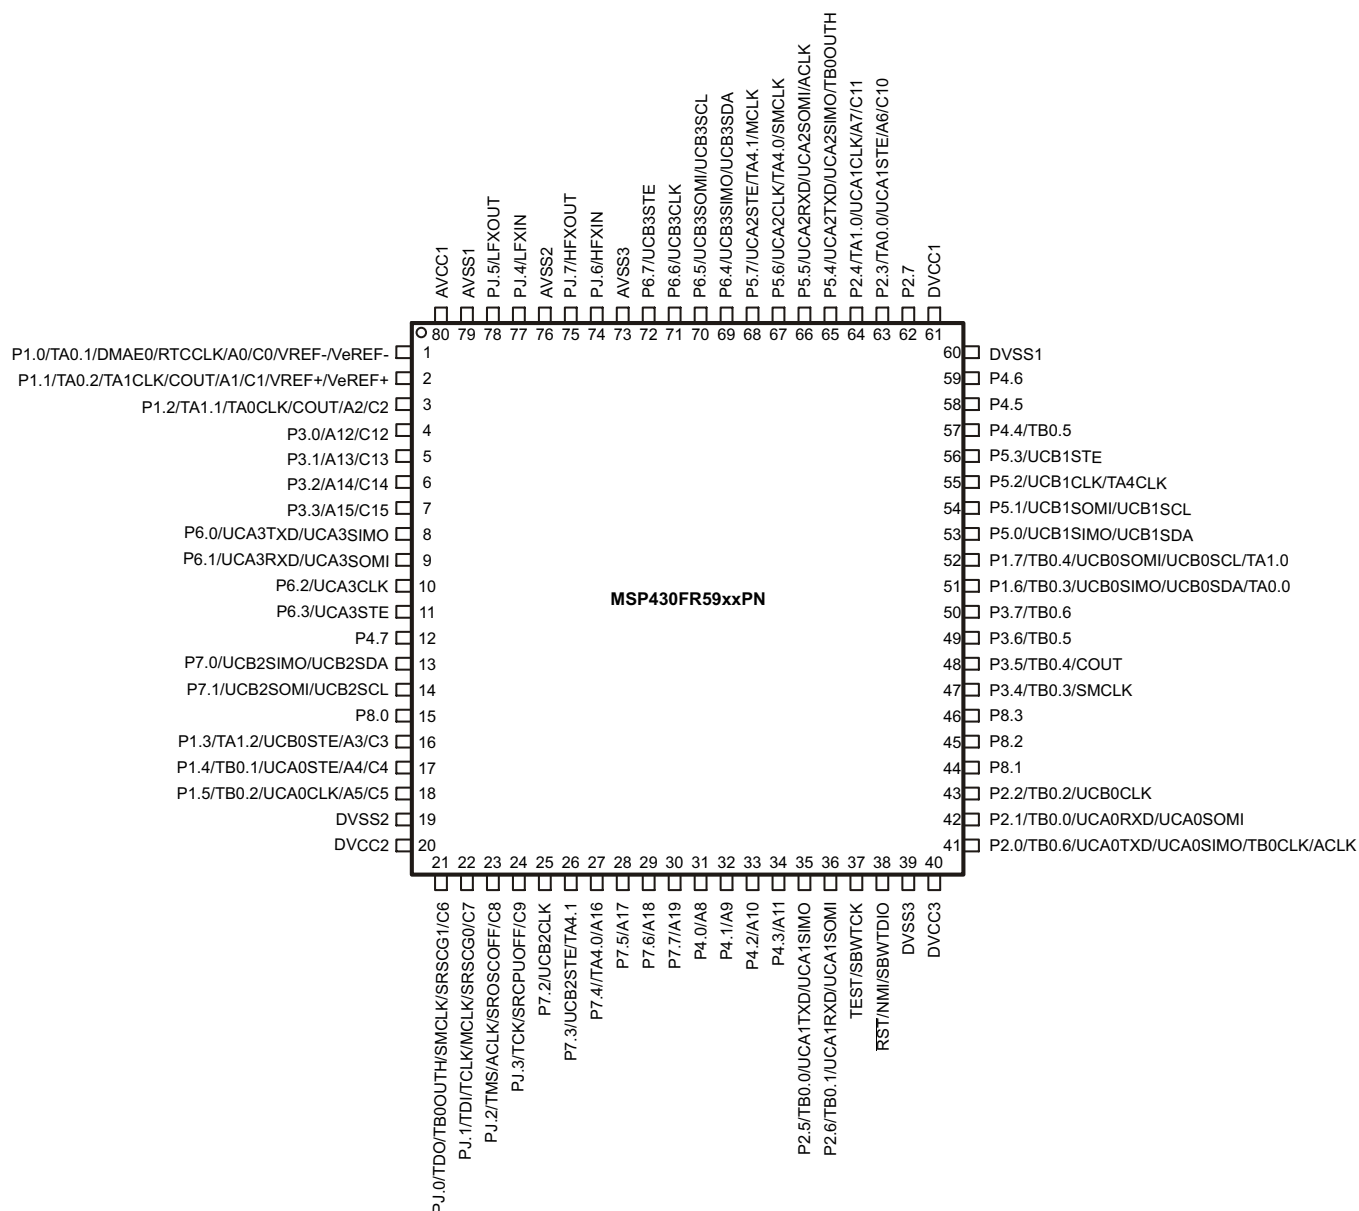 AVCC1
AVSS1
PJ.5/LFXOUT
PJ.4/LFXIN
AVSS2
PJ.7/HFXOUT
PJ.6/HFXIN
AVSS3
P6.7/UCB3STE
P6.6/UCB3CLK
P6.5/UCB3SOMI/UCB3SCL
P6.4/UCB3SIMO/UCB3SDA
P5.7/UCA2STE/TA4.1/MCLK
P5.6/UCA2CLK/TA4.0/SMCLK
P5.5/UCA2RXD/UCA2SOMI/ACLK
P5.4/UCA2TXD/UCA2SIMO/TB0OUTH
P2.4/TA1.0/UCA1CLK/A7/C11
P2.3/TA0.0/UCA1STE/A6/C10
P2.7
DVCC1
80 79 78 77 76 75 74 73 72 71 70 69 68 67 66 65 64 63 62 61
P1.0/TA0.1/DMAE0/RTCCLK/A0/C0/VREF-/VeREF- 1
P1.1/TA0.2/TA1CLK/COUT/A1/C1/VREF+/VeREF+ 2
P1.2/TA1.1/TA0CLK/COUT/A2/C2 3
P3.0/A12/C12 4
P3.1/A13/C13 5
P3.2/A14/C14 6
P3.3/A15/C15 7
P6.0/UCA3TXD/UCA3SIMO 8
P6.1/UCA3RXD/UCA3SOMI 9
P6.2/UCA3CLK 10
P6.3/UCA3STE 11
P4.7 12
P7.0/UCB2SIMO/UCB2SDA 13
P7.1/UCB2SOMI/UCB2SCL 14
P8.0 15
P1.3/TA1.2/UCB0STE/A3/C3 16
P1.4/TB0.1/UCA0STE/A4/C4 17
P1.5/TB0.2/UCA0CLK/A5/C5 18
DVSS2 19
DVCC2 20
MSP430FR59xxPN
60 DVSS1
59 P4.6
58 P4.5
57 P4.4/TB0.5
56 P5.3/UCB1STE
55 P5.2/UCB1CLK/TA4CLK
54 P5.1/UCB1SOMI/UCB1SCL
53 P5.0/UCB1SIMO/UCB1SDA
52 P1.7/TB0.4/UCB0SOMI/UCB0SCL/TA1.0
51 P1.6/TB0.3/UCB0SIMO/UCB0SDA/TA0.0
50 P3.7/TB0.6
49 P3.6/TB0.5
48 P3.5/TB0.4/COUT
47 P3.4/TB0.3/SMCLK
46 P8.3
45 P8.2
44 P8.1
43 P2.2/TB0.2/UCB0CLK
42 P2.1/TB0.0/UCA0RXD/UCA0SOMI
41 P2.0/TB0.6/UCA0TXD/UCA0SIMO/TB0CLK/ACLK
21 22 23 24 25 26 27 28 29 30 31 32 33 34 35 36 37 38 39 40
PJ.0/TDO/TB0OUTH/SMCLK/SRSCG1/C6
PJ.1/TDI/TCLK/MCLK/SRSCG0/C7
PJ.2/TMS/ACLK/SROSCOFF/C8
PJ.3/TCK/SRCPUOFF/C9
P7.2/UCB2CLK
P7.3/UCB2STE/TA4.1
P7.4//TA4.0/A16
P7.5/A17
P7.6/A18
P7.7/A19
P4.0/A8
P4.1/A9
P4.2/A10
P4.3/A11
P2.5/TB0.0/UCA1TXD/UCA1SIMO
P2.6/TB0.1/UCA1RXD/UCA1SOMI
TEST/SBWTCK
RST/NMI/SBWTDIO
DVSS3
DVCC3